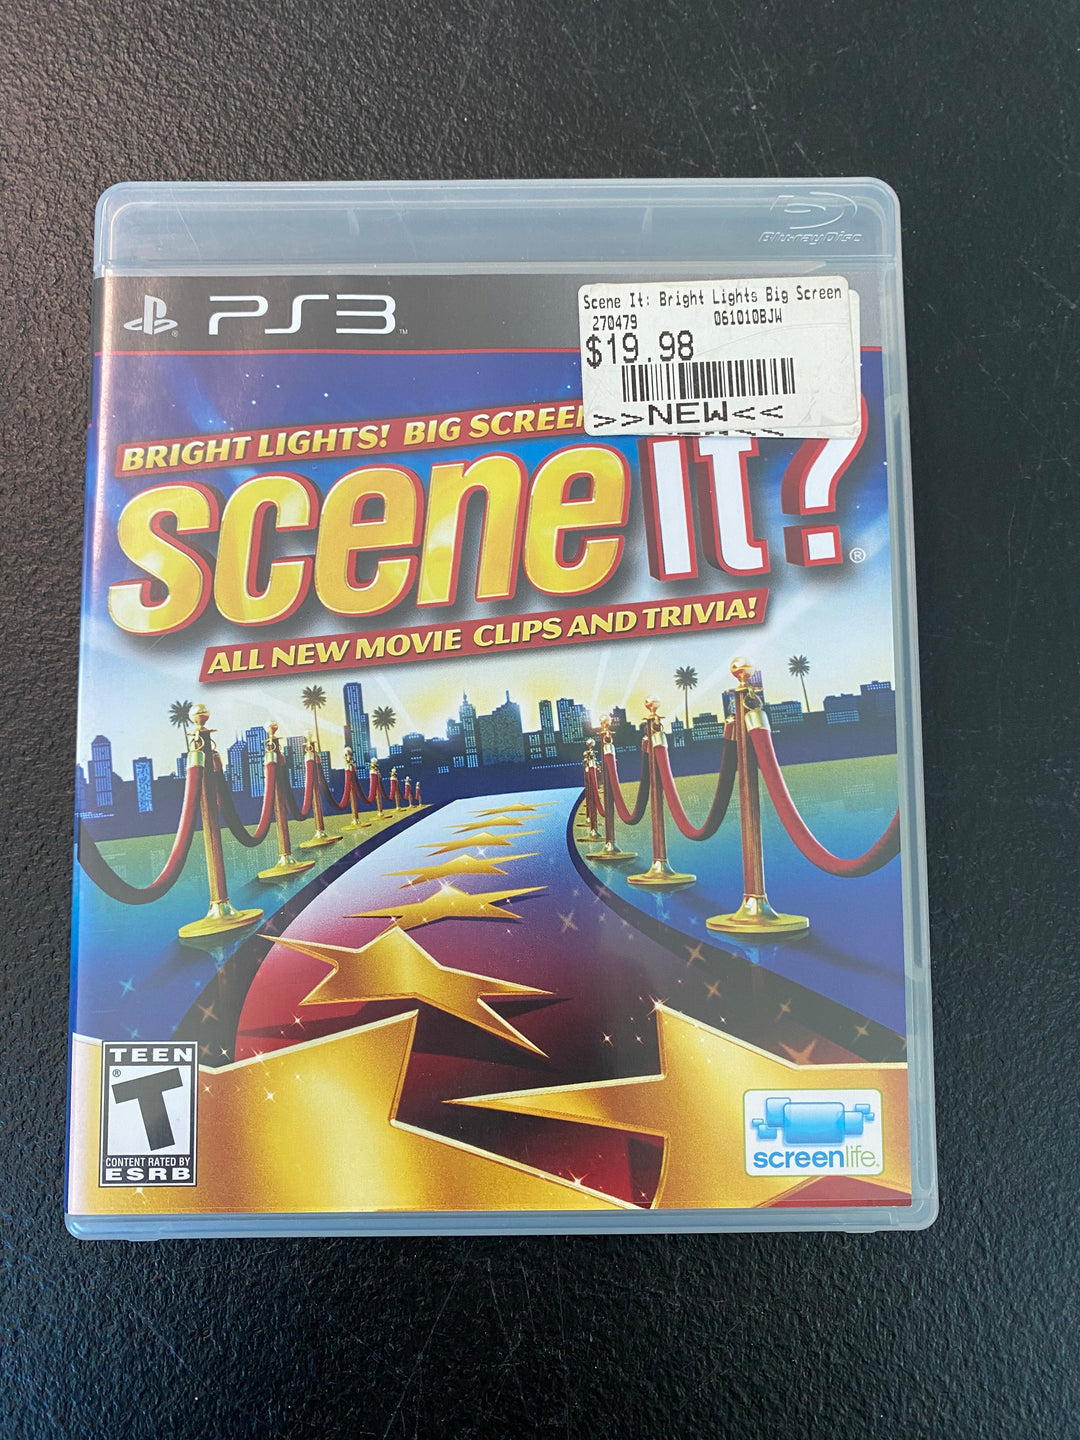 Blu-ray Disc
PS3
TM
Scene It: Bright Lights Big Screen
270479 061010BJW
$19.98
>>NEW<<
BRIGHT LIGHTS! BIG SCREEN
scene it?
®
ALL NEW MOVIE CLIPS AND TRIVIA!
TEEN
®
T
CONTENT RATED BY
ESRB
screenlife®